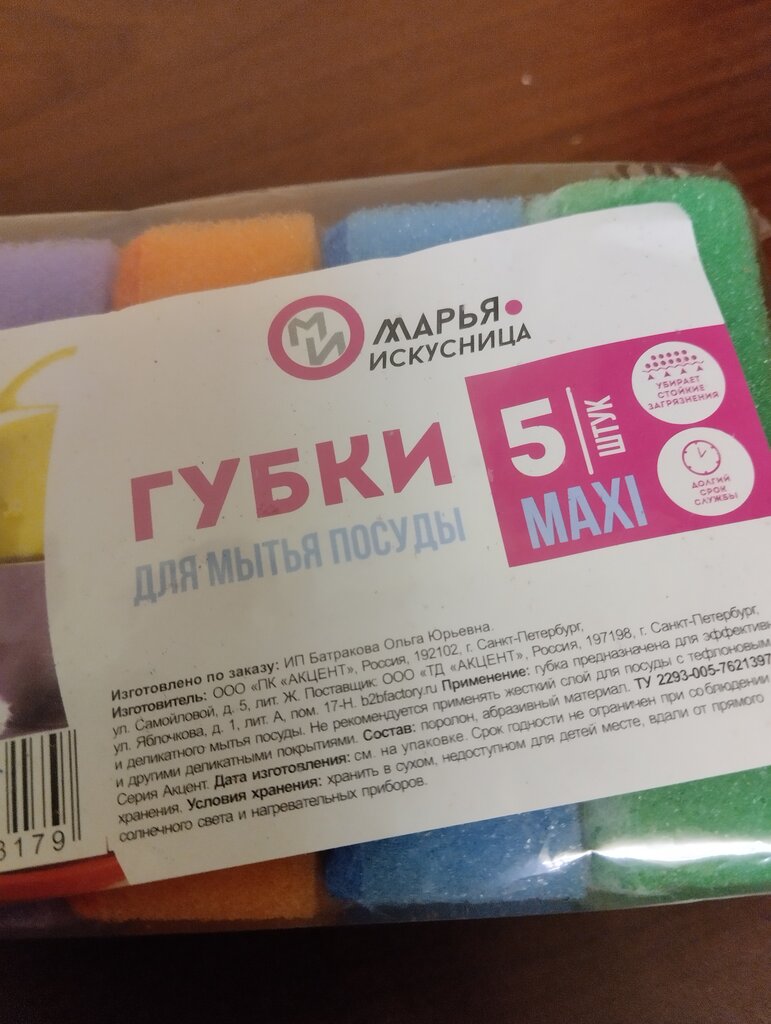 МИ
МАРЬЯ
ИСКУСНИЦА
ГУБКИ
ДЛЯ МЫТЬЯ ПОСУДЫ
5 ШТУК
MAXI
УБИРАЕТ
СТОЙКИЕ
ЗАГРЯЗНЕНИЯ
ДОЛГИЙ
СРОК
СЛУЖБЫ
Изготовлено по заказу: ИП Батракова Ольга Юрьевна.
Изготовитель: ООО «ПК «АКЦЕНТ», Россия, 192102, г. Санкт-Петербург,
ул. Самойловой, д. 5, лит. Ж. Поставщик: ООО «ТД «АКЦЕНТ», Россия, 197198, г. Санкт-Петербург,
ул. Яблочкова, д. 1, лит. А, пом. 17-Н. b2bfactory.ru Применение: губка предназначена для эффективн
и деликатного мытья посуды. Не рекомендуется применять жесткий слой для посуды с тефлоновым
и другими деликатными покрытиями. Состав: поролон, абразивный материал. ТУ 2293-005-7621397
Серия Акцент. Дата изготовления: см. на упаковке. Срок годности не ограничен при соблюдении
хранения. Условия хранения: хранить в сухом, недоступном для детей месте, вдали от прямого
солнечного света и нагревательных приборов.
3179